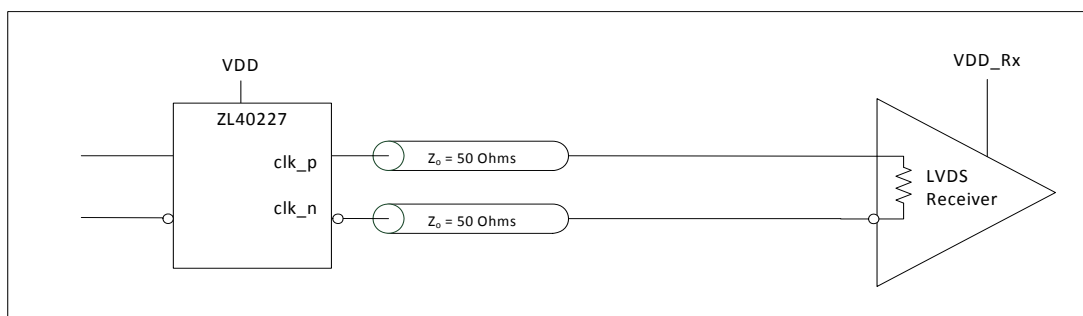 VDD
ZL40227
clk_p
clk_n
Zₒ = 50 Ohms
Zₒ = 50 Ohms
VDD_Rx
LVDS
Receiver